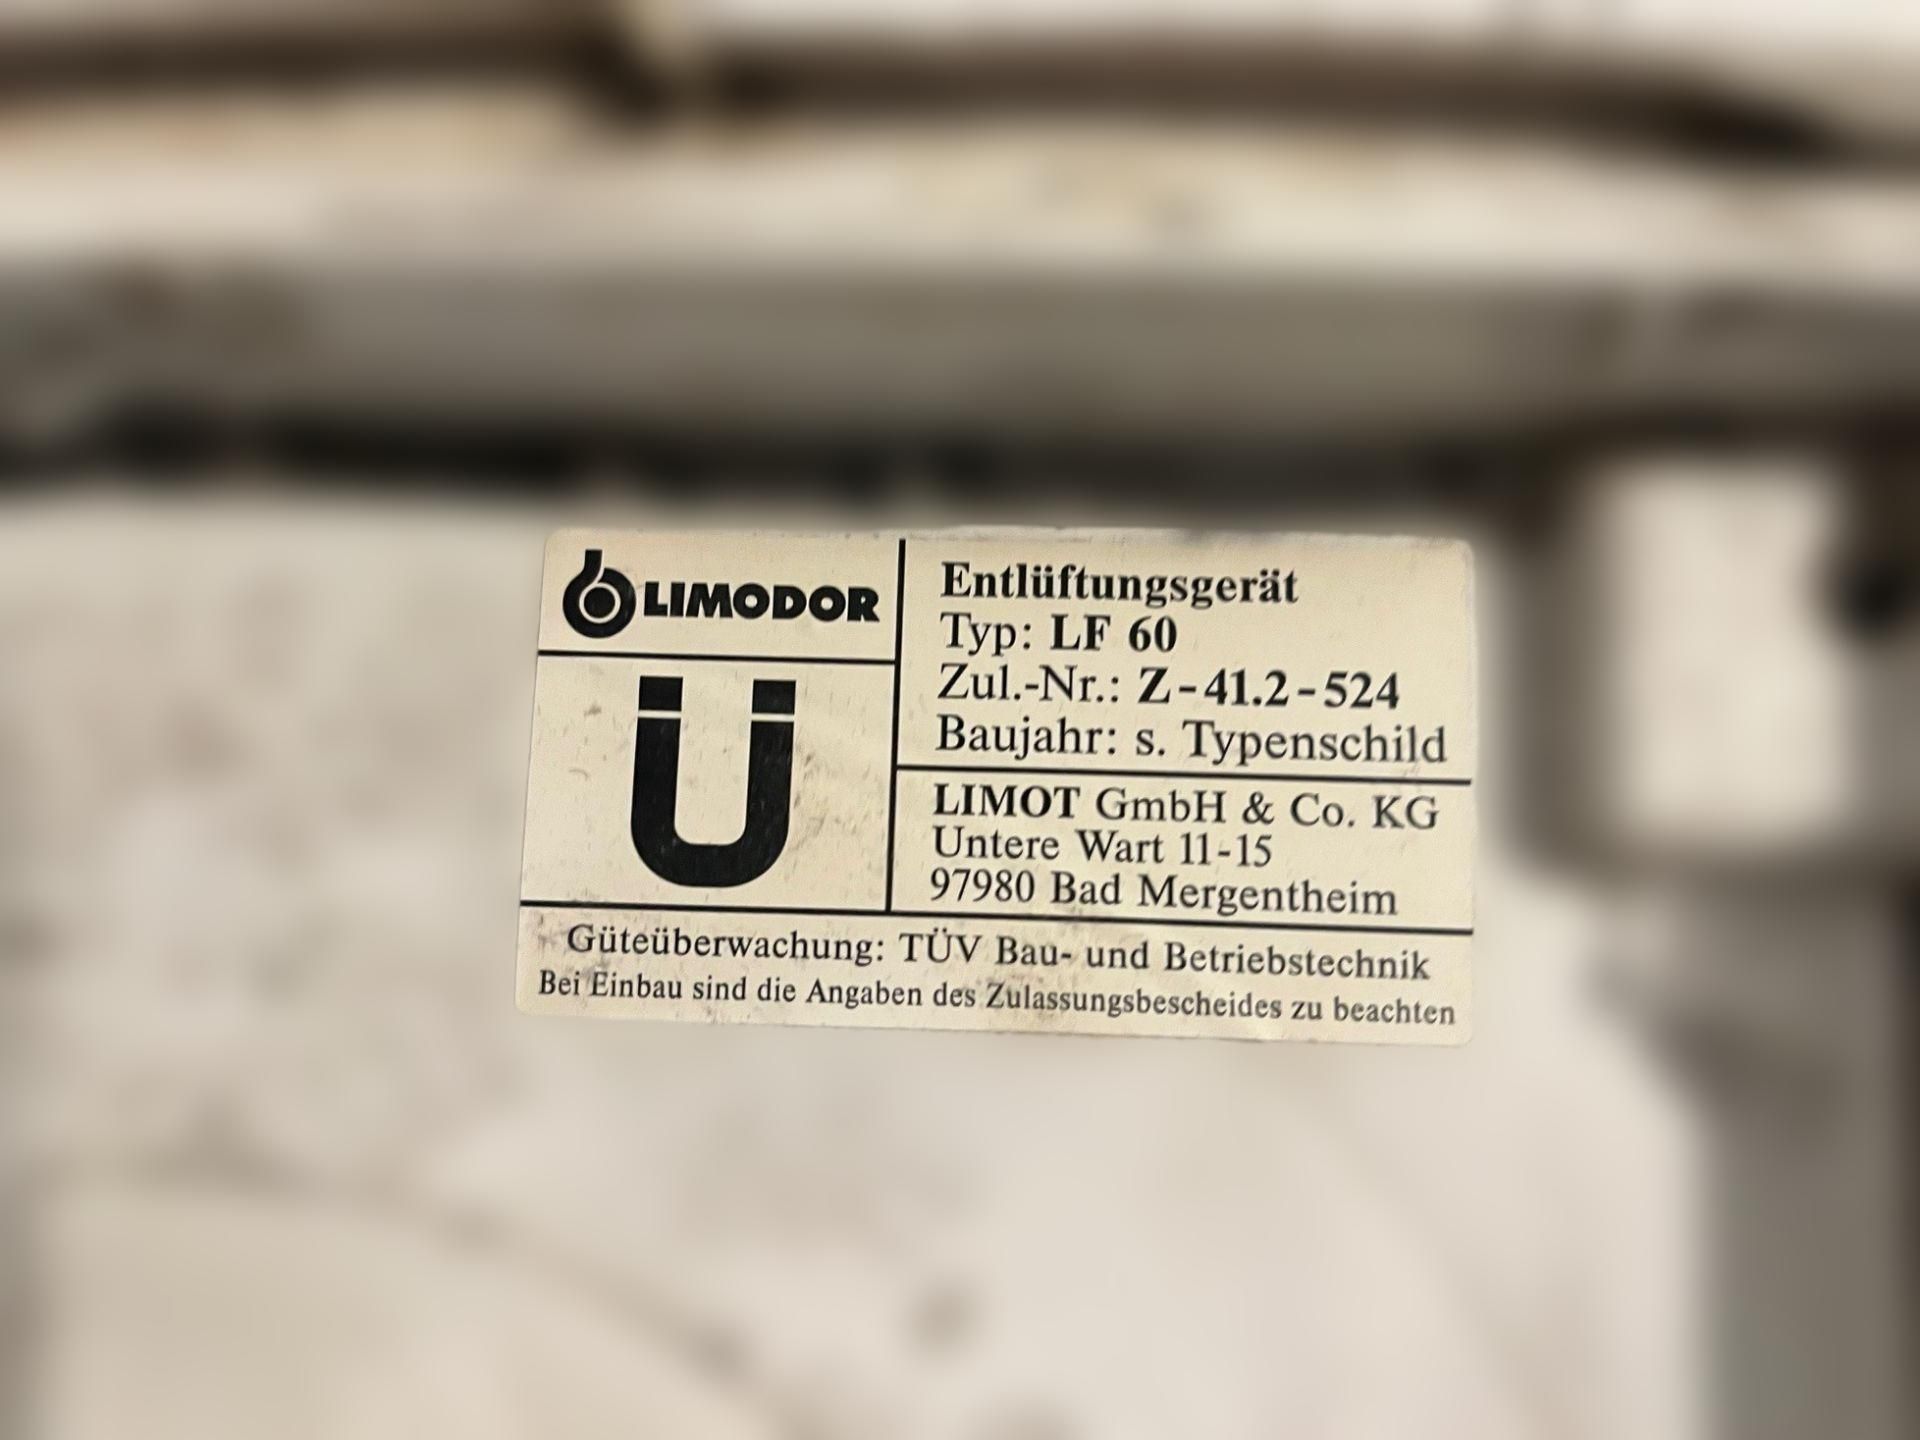 LIMODOR
Ü
Entlüftungsgerät
Typ: LF 60
Zul.-Nr.: Z-41.2-524
Baujahr: s. Typenschild
LIMOT GmbH & Co. KG
Untere Wart 11-15
97980 Bad Mergentheim
Güteüberwachung: TÜV Bau- und Betriebstechnik
Bei Einbau sind die Angaben des Zulassungsbescheides zu beachten